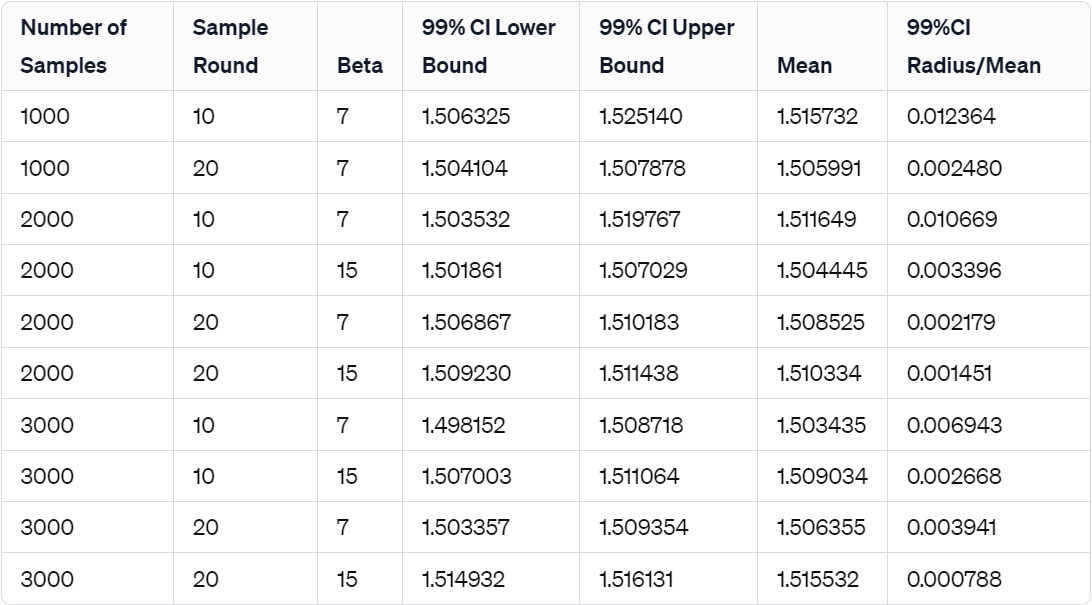 Number of Samples Sample Round Beta 99% CI Lower Bound 99% CI Upper Bound Mean 99%CI Radius/Mean
1000 10 7 1.506325 1.525140 1.515732 0.012364
1000 20 7 1.504104 1.507878 1.505991 0.002480
2000 10 7 1.503532 1.519767 1.511649 0.010669
2000 10 15 1.501861 1.507029 1.504445 0.003396
2000 20 7 1.506867 1.510183 1.508525 0.002179
2000 20 15 1.509230 1.511438 1.510334 0.001451
3000 10 7 1.498152 1.508718 1.503435 0.006943
3000 10 15 1.507003 1.511064 1.509034 0.002668
3000 20 7 1.503357 1.509354 1.506355 0.003941
3000 20 15 1.514932 1.516131 1.515532 0.000788